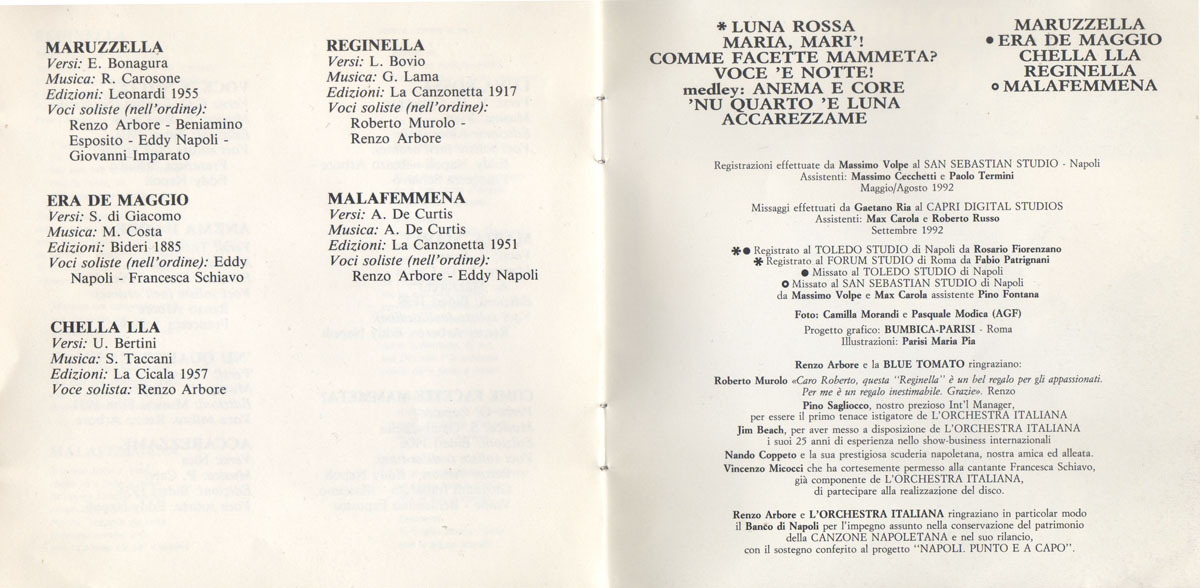 MARUZZELLA
Versi: E. Bonagura
Musica: R. Carosone
Edizioni: Leonardi 1955
Voci soliste (nell'ordine):
Renzo Arbore - Beniamino
Esposito - Eddy Napoli -
Giovanni Imparato
ERA DE MAGGIO
Versi: S. di Giacomo
Musica: M. Costa
Edizioni: Bideri 1885
Voci soliste (nell'ordine): Eddy
Napoli - Francesca Schiavo
CHELLA LLA
Versi: U. Bertini
Musica: S. Taccani
Edizioni: La Cicala 1957
Voce solista: Renzo Arbore
REGINELLA
Versi: L. Bovio
Musica: G. Lama
Edizioni: La Canzonetta 1917
Voci soliste (nell'ordine):
Roberto Murolo -
Renzo Arbore
MALAFEMMENA
Versi: A. De Curtis
Musica: A. De Curtis
Edizioni: La Canzonetta 1951
Voci soliste (nell'ordine):
Renzo Arbore - Eddy Napoli
* LUNA ROSSA
MARIA, MARI'!
COMME FACETTE MAMMETA?
VOCE 'E NOTTE!
medley: ANEMA E CORE
'NU QUARTO 'E LUNA
ACCAREZZAME
MARUZZELLA
● ERA DE MAGGIO
CHELLA LLA
REGINELLA
○ MALAFEMMENA
Registrazioni effettuate da Massimo Volpe al SAN SEBASTIAN STUDIO - Napoli
Assistenti: Massimo Cecchetti e Paolo Termini
Maggio/Agosto 1992
Missaggi effettuati da Gaetano Ria al CAPRI DIGITAL STUDIOS
Assistenti: Max Carola e Roberto Russo
Settembre 1992
* ● Registrato al TOLEDO STUDIO di Napoli da Rosario Fiorenzano
* Registrato al FORUM STUDIO di Roma da Fabio Patrignani
● Missato al TOLEDO STUDIO di Napoli
○ Missato al SAN SEBASTIAN STUDIO di Napoli
da Massimo Volpe e Max Carola assistente Pino Fontana
Foto: Camilla Morandi e Pasquale Modica (AGF)
Progetto grafico: BUMBICA-PARISI - Roma
Illustrazioni: Parisi Maria Pia
Renzo Arbore e la BLUE TOMATO ringraziano:
Roberto Murolo «Caro Roberto, questa "Reginella" è un bel regalo per gli appassionati.
Per me è un regalo inestimabile. Grazie». Renzo
Pino Sagliocco, nostro prezioso Int'l Manager,
per essere il primo tenace istigatore de L'ORCHESTRA ITALIANA
Jim Beach, per aver messo a disposizione de L'ORCHESTRA ITALIANA
i suoi 25 anni di esperienza nello show-business internazionali
Nando Coppeto e la sua prestigiosa scuderia napoletana, nostra amica ed alleata.
Vincenzo Micocci che ha cortesemente permesso alla cantante Francesca Schiavo,
già componente de L'ORCHESTRA ITALIANA,
di partecipare alla realizzazione del disco.
Renzo Arbore e L'ORCHESTRA ITALIANA ringraziano in particolar modo
il Banco di Napoli per l'impegno assunto nella conservazione del patrimonio
della CANZONE NAPOLETANA e nel suo rilancio,
con il sostegno conferito al progetto "NAPOLI. PUNTO E A CAPO".